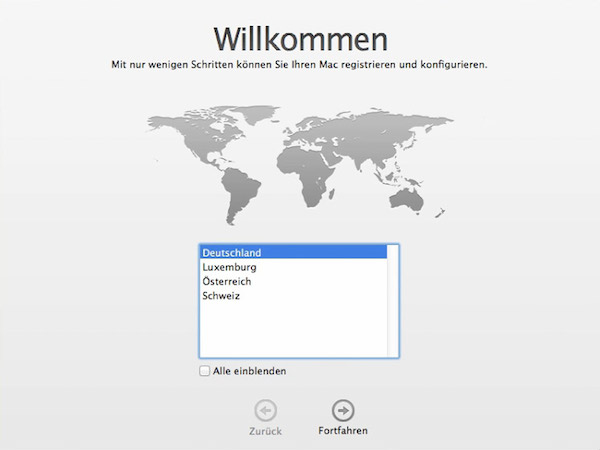 Willkommen
Mit nur wenigen Schritten können Sie Ihren Mac registrieren und konfigurieren.
Deutschland
Luxemburg
Österreich
Schweiz
Alle einblenden
Zurück
Fortfahren